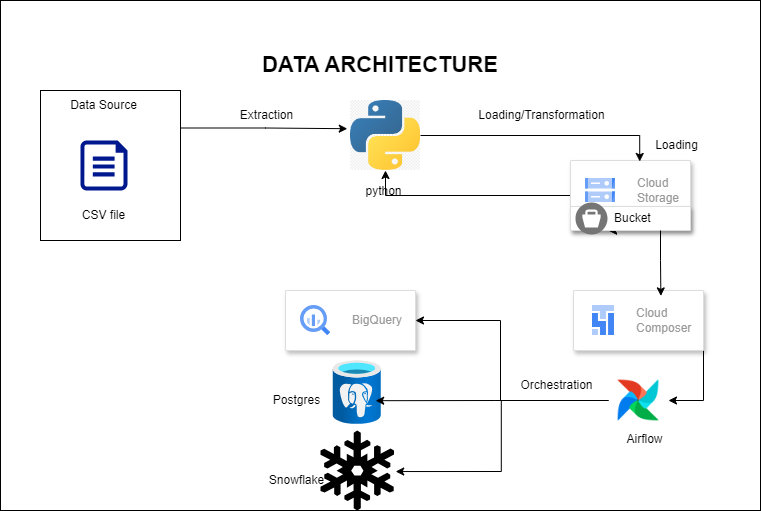 DATA ARCHITECTURE
Data Source
Extraction
Loading/Transformation
Loading
CSV file
python
Cloud
Storage
Bucket
BigQuery
Cloud
Composer
Postgres
Orchestration
Airflow
Snowflake